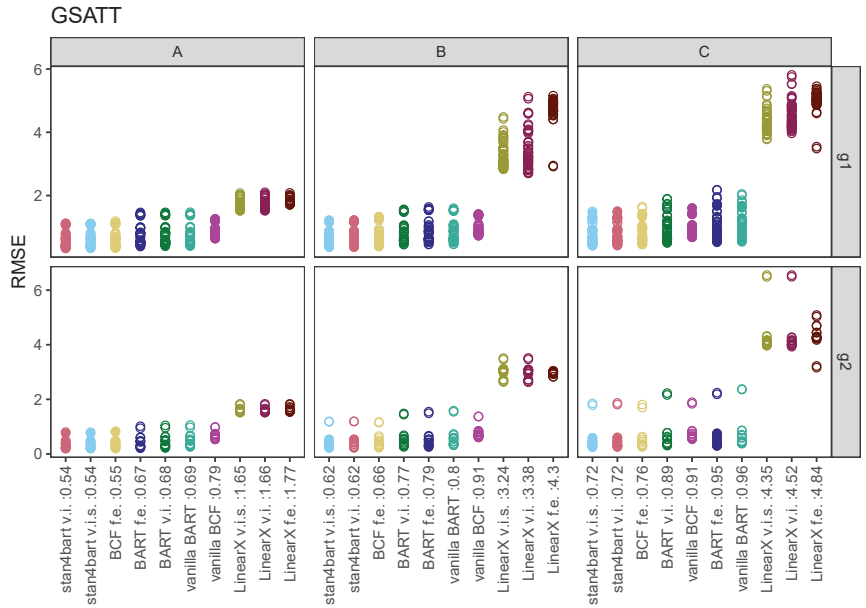 GSATT
A
B
C
6
4
2
g1
RMSE
6
4
2
0
g2
stan4bart v.i. :0.54
stan4bart v.i.s. :0.54
BCF f.e. :0.55
BART f.e. :0.67
BART v.i. :0.68
vanilla BART :0.69
vanilla BCF :0.79
LinearX v.i.s. :1.65
LinearX v.i. :1.66
LinearX f.e. :1.77
stan4bart v.i.s. :0.62
stan4bart v.i. :0.62
BCF f.e. :0.66
BART v.i. :0.77
BART f.e. :0.79
vanilla BART :0.8
vanilla BCF :0.91
LinearX v.i.s. :3.24
LinearX v.i. :3.38
LinearX f.e. :4.3
stan4bart v.i.s. :0.72
stan4bart v.i. :0.72
BCF f.e. :0.76
BART v.i. :0.89
vanilla BCF :0.91
BART f.e. :0.95
vanilla BART :0.96
LinearX v.i.s. :4.35
LinearX v.i. :4.52
LinearX f.e. :4.84